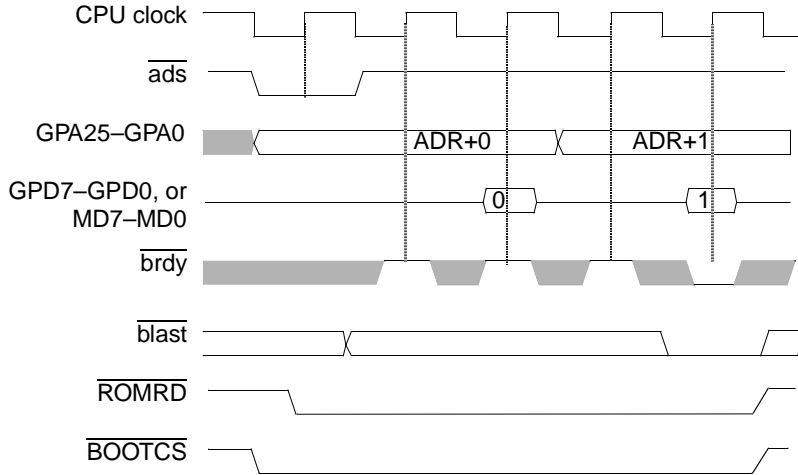 CPU clock
ads
GPA25–GPA0
ADR+0
ADR+1
GPD7–GPD0, or
MD7–MD0
0
1
brdy
blast
ROMRD
BOOTCS